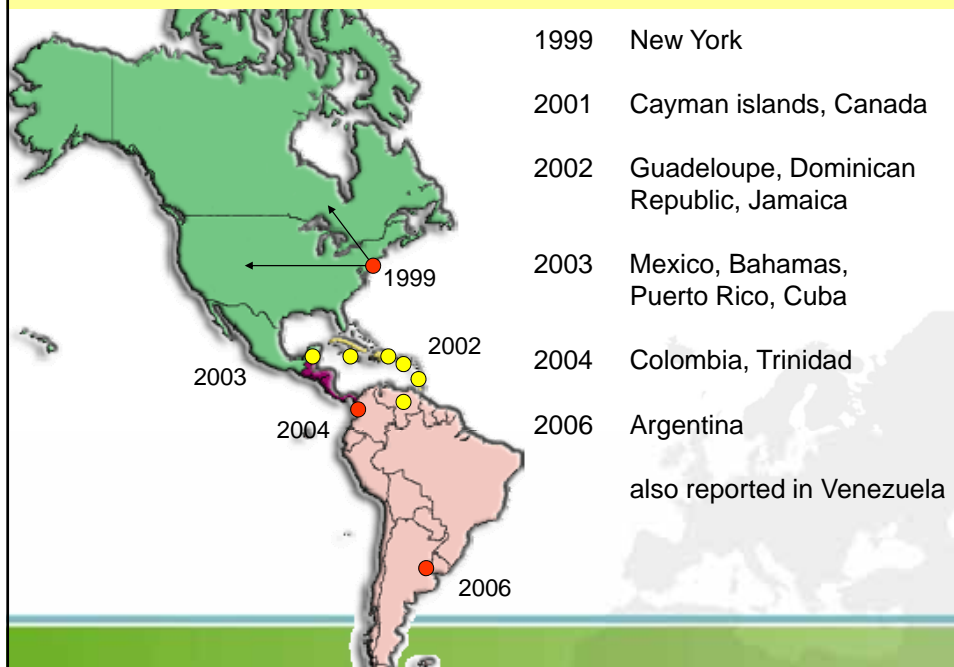 1999 New York
2001 Cayman islands, Canada
2002 Guadeloupe, Dominican
Republic, Jamaica
2003 Mexico, Bahamas,
Puerto Rico, Cuba
2004 Colombia, Trinidad
2006 Argentina
also reported in Venezuela
1999
2002
2003
2004
2006